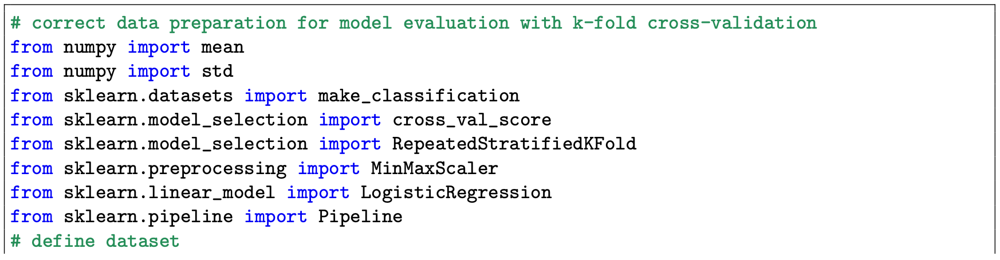 # correct data preparation for model evaluation with k-fold cross-validation
from numpy import mean
from numpy import std
from sklearn.datasets import make_classification
from sklearn.model_selection import cross_val_score
from sklearn.model_selection import RepeatedStratifiedKFold
from sklearn.preprocessing import MinMaxScaler
from sklearn.linear_model import LogisticRegression
from sklearn.pipeline import Pipeline
# define dataset